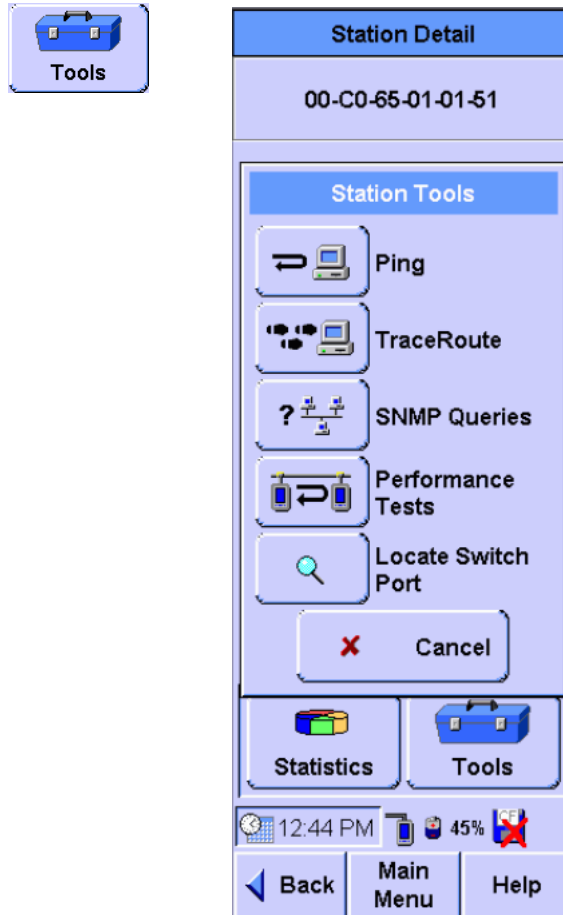 Tools
Station Detail
00-C0-65-01-01-51
Station Tools
Ping
TraceRoute
?
SNMP Queries
Performance
Tests
Locate Switch
Port
Cancel
Statistics
Tools
12:44 PM
45%
CF
Back
Main
Menu
Help